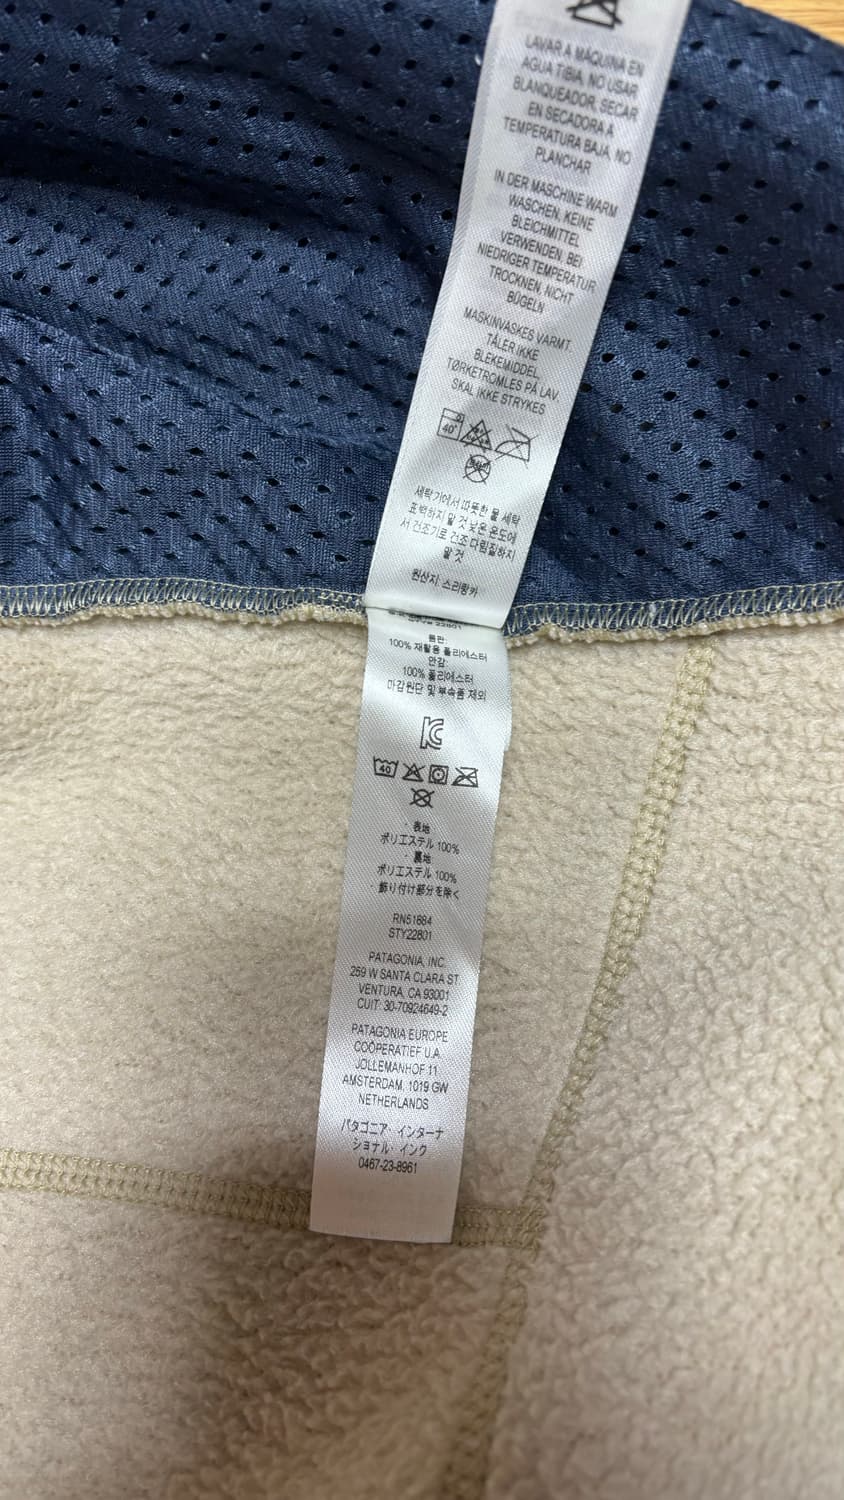 LAVAR A MÁQUINA EN
AGUA TIBIA, NO USAR
BLANQUEADOR, SECAR
EN SECADORA A
TEMPERATURA BAJA, NO
PLANCHAR
IN DER MASCHINE WARM
WASCHEN, KEINE
BLEICHMITTEL
VERWENDEN, BEI
NIEDRIGER TEMPERATUR
TROCKNEN, NICHT
BÜGELN
MASKINVASKES VARMT.
TÅLER IKKE
BLEKEMIDDEL,
TØRKETROMLES PÅ LAV.
SKAL IKKE STRYKES
40°
세탁기에서 따뜻한 물 세탁
표백하지 말 것 낮은 온도에
서 건조기로 건조 다림질하지
말 것
원산지: 스리랑카
22801
몸판:
100% 재활용 폴리에스터
안감:
100% 폴리에스터
마감원단 및 부속품 제외
40
・表地
ポリエステル 100%
・裏地
ポリエステル 100%
・飾り付け部分を除く
RN51884
STY22801
PATAGONIA, INC.
259 W SANTA CLARA ST
VENTURA, CA 93001
CUIT: 30-70924649-2
PATAGONIA EUROPE
COÖPERATIEF U.A.
JOLLEMANHOF 11
AMSTERDAM, 1019 GW
NETHERLANDS
パタゴニア・インターナ
ショナル・インク
0467-23-8961